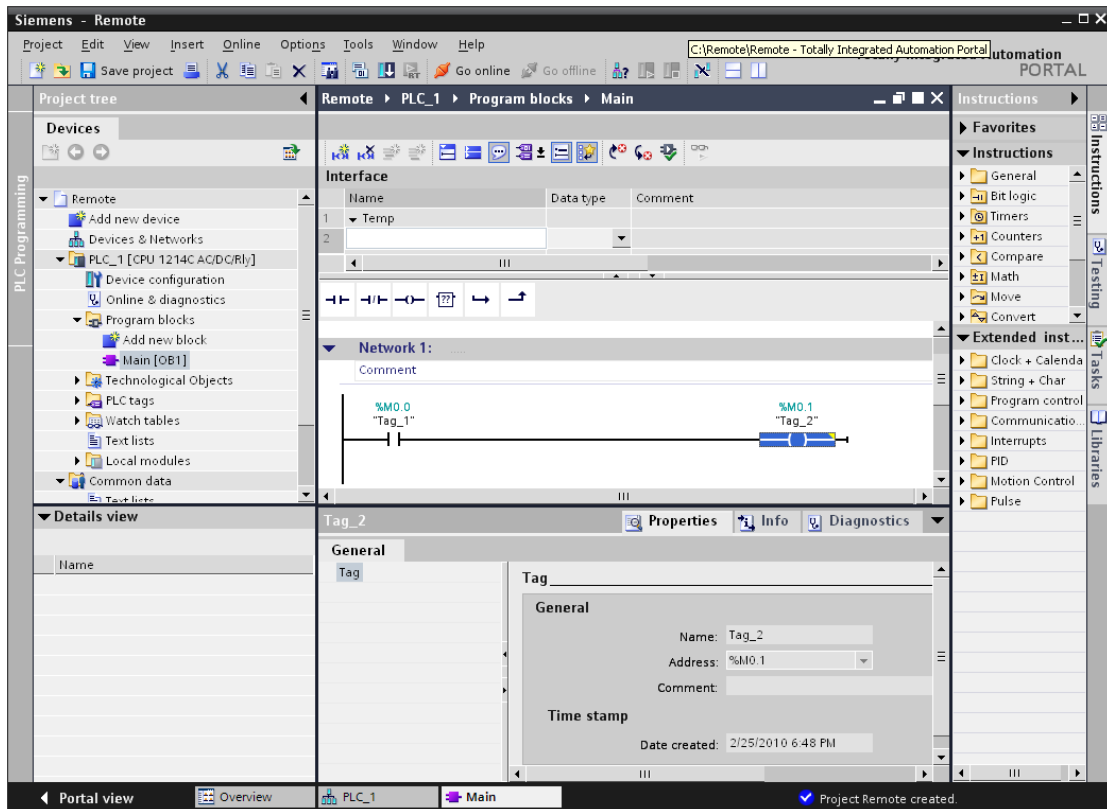 Siemens - Remote
Project Edit View Insert Online Options Tools Window Help
C:\Remote\Remote - Totally Integrated Automation Portal
Totally Integrated Automation
PORTAL
Save project
Go online
Go offline
Project tree
Devices
PLC Programming
Remote
Add new device
Devices & Networks
PLC_1 [CPU 1214C AC/DC/Rly]
Device configuration
Online & diagnostics
Program blocks
Add new block
Main [OB1]
Technological Objects
PLC tags
Watch tables
Text lists
Local modules
Common data
Text lists
Details view
Name
Remote PLC_1 Program blocks Main
Interface
Name Data type Comment
1 Temp
2
??
Network 1: .....
Comment
%M0.0
"Tag_1"
%M0.1
"Tag_2"
Tag_2
Properties Info Diagnostics
General
Tag
Tag
General
Name: Tag_2
Address: %M0.1
Comment:
Time stamp
Date created: 2/25/2010 6:48 PM
Instructions
Favorites
Instructions
General
Bit logic
Timers
Counters
Compare
Math
Move
Convert
Extended inst...
Clock + Calenda
String + Char
Program control
Communicatio...
Interrupts
PID
Motion Control
Pulse
Instructions
Testing
Tasks
Libraries
Portal view
Overview
PLC_1
Main
Project Remote created.